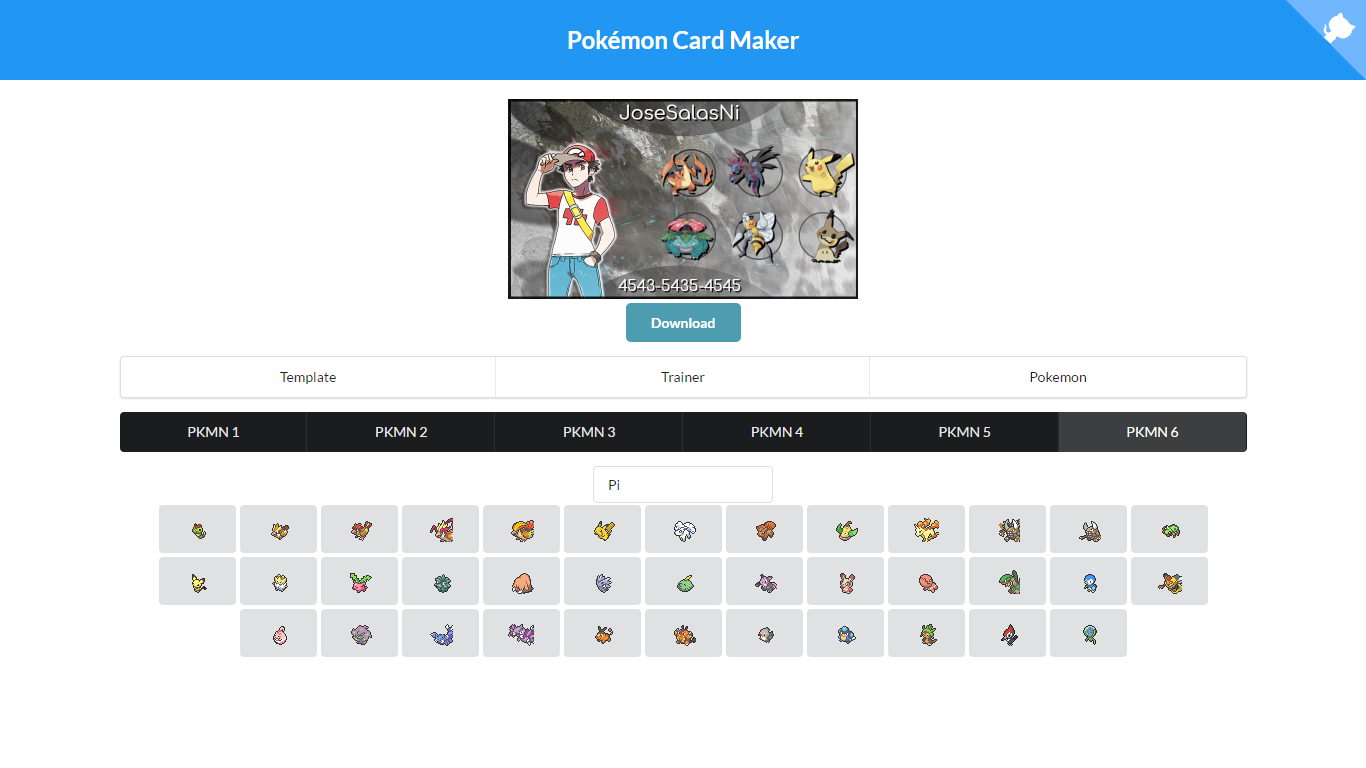 Pokémon Card Maker
JoseSalasNi
4543-5435-4545
Download
Template Trainer Pokemon
PKMN 1 PKMN 2 PKMN 3 PKMN 4 PKMN 5 PKMN 6
Pi